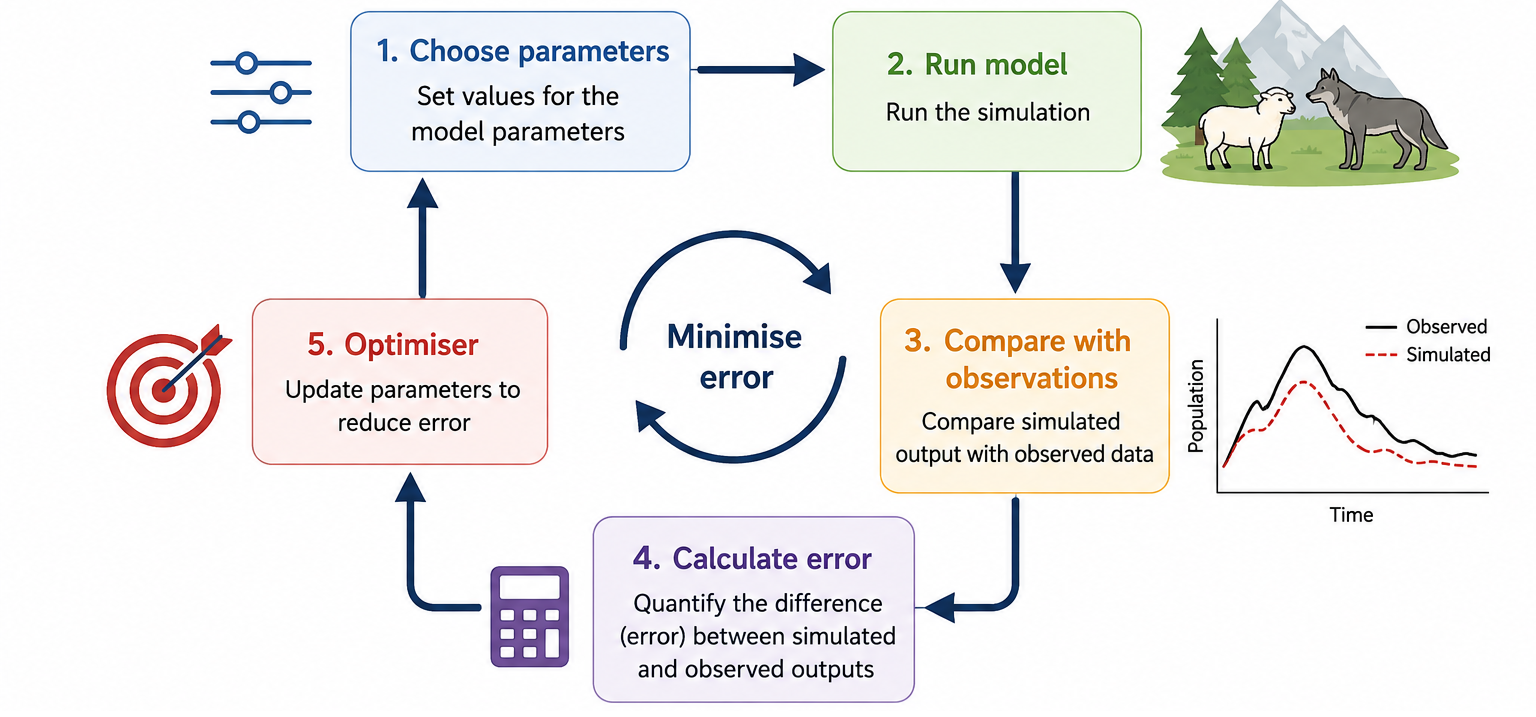 1. Choose parameters
Set values for the
model parameters
2. Run model
Run the simulation
3. Compare with
observations
Compare simulated
output with observed data
Observed
Simulated
Population
Time
4. Calculate error
Quantify the difference
(error) between simulated
and observed outputs
5. Optimiser
Update parameters to
reduce error
Minimise
error